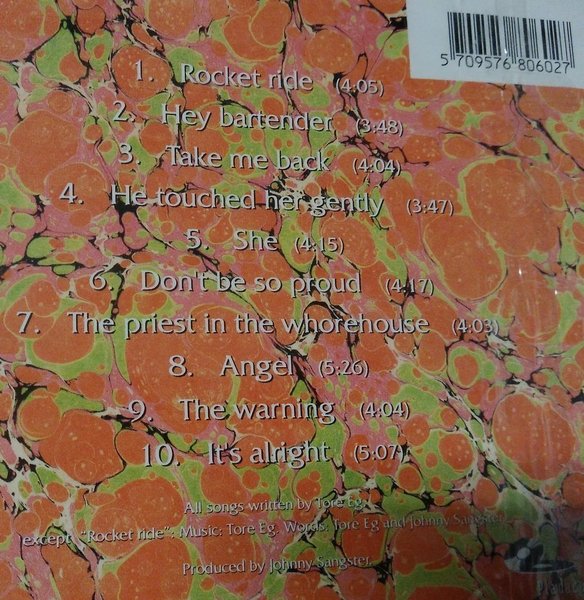 5 709576 806027
1. Rocket ride (4:05)
2. Hey bartender (3:48)
3. Take me back (4:04)
4. He touched her gently (3:47)
5. She (4:15)
6. Don't be so proud (4:17)
7. The priest in the whorehouse (4:03)
8. Angel (5:26)
9. The warning (4:04)
10. It's alright (5:07)
All songs written by Tore Eg.
except "Rocket ride": Music: Tore Eg. Words: Tore Eg and Johnny Sangster.
Produced by Johnny Sangster.